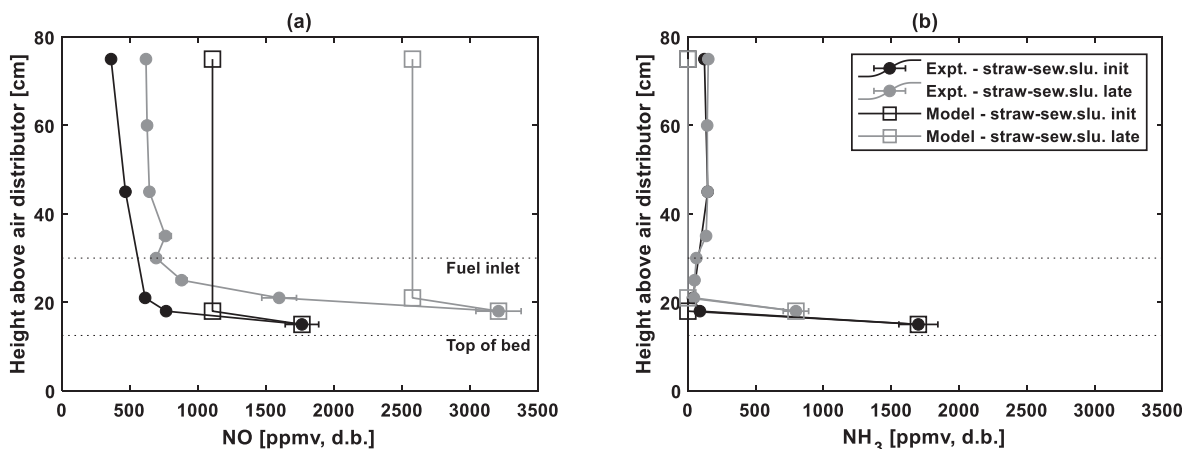 (a)
Height above air distributor [cm]
80
60
40
20
0
Fuel inlet
Top of bed
0 500 1000 1500 2000 2500 3000 3500
NO [ppmv, d.b.]
(b)
Height above air distributor [cm]
80
60
40
20
0
Expt. - straw-sew.slu. init
Expt. - straw-sew.slu. late
Model - straw-sew.slu. init
Model - straw-sew.slu. late
0 500 1000 1500 2000 2500 3000 3500
NH3 [ppmv, d.b.]